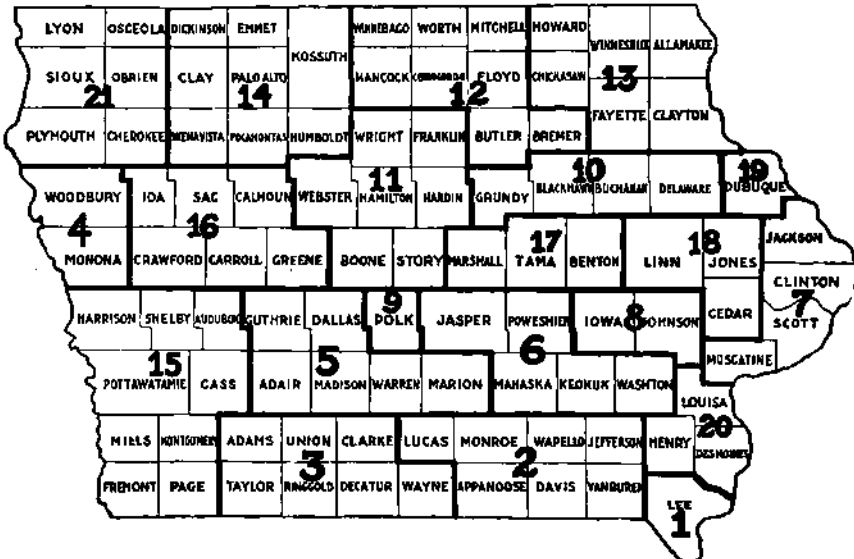 LYON OSCEOLA DICKINSON EMMET WINNEBAGO WORTH MITCHELL HOWARD
KOSSUTH WINNESHIEK ALLAMAKEE
SIOUX OBRIEN CLAY PALO ALTO HANCOCK FLOYD CHICKASAW
21 14 12 13
PLYMOUTH CHEROKEE BUENAVISTA POCAHONTAS HUMBOLDT WRIGHT FRANKLIN BUTLER BREMER FAYETTE CLAYTON
WOODBURY IDA SAC CALHOUN WEBSTER HAMILTON HARDIN GRUNDY BLACKHAWK BUCHANAN DELAWARE DUBUQUE
11 10 19
4 16 17 18
MONONA CRAWFORD CARROLL GREENE BOONE STORY MARSHALL TAMA BENTON LINN JONES JACKSON
CLINTON
7
HARRISON SHELBY AUDUBON GUTHRIE DALLAS POLK JASPER POWESHIEK IOWA JOHNSON CEDAR SCOTT
9 8
MUSCATINE
15 5 6
POTTAWATAMIE CASS ADAIR MADISON WARREN MARION MAHASKA KEOKUK WASHTON
LOUISA
20
MILLS MONTGOMERY ADAMS UNION CLARKE LUCAS MONROE WAPELLO JEFFERSON HENRY DESMOINES
3 2
FREMONT PAGE TAYLOR RINGGOLD DECATUR WAYNE APPANOOSE DAVIS VANBUREN
LEE
1